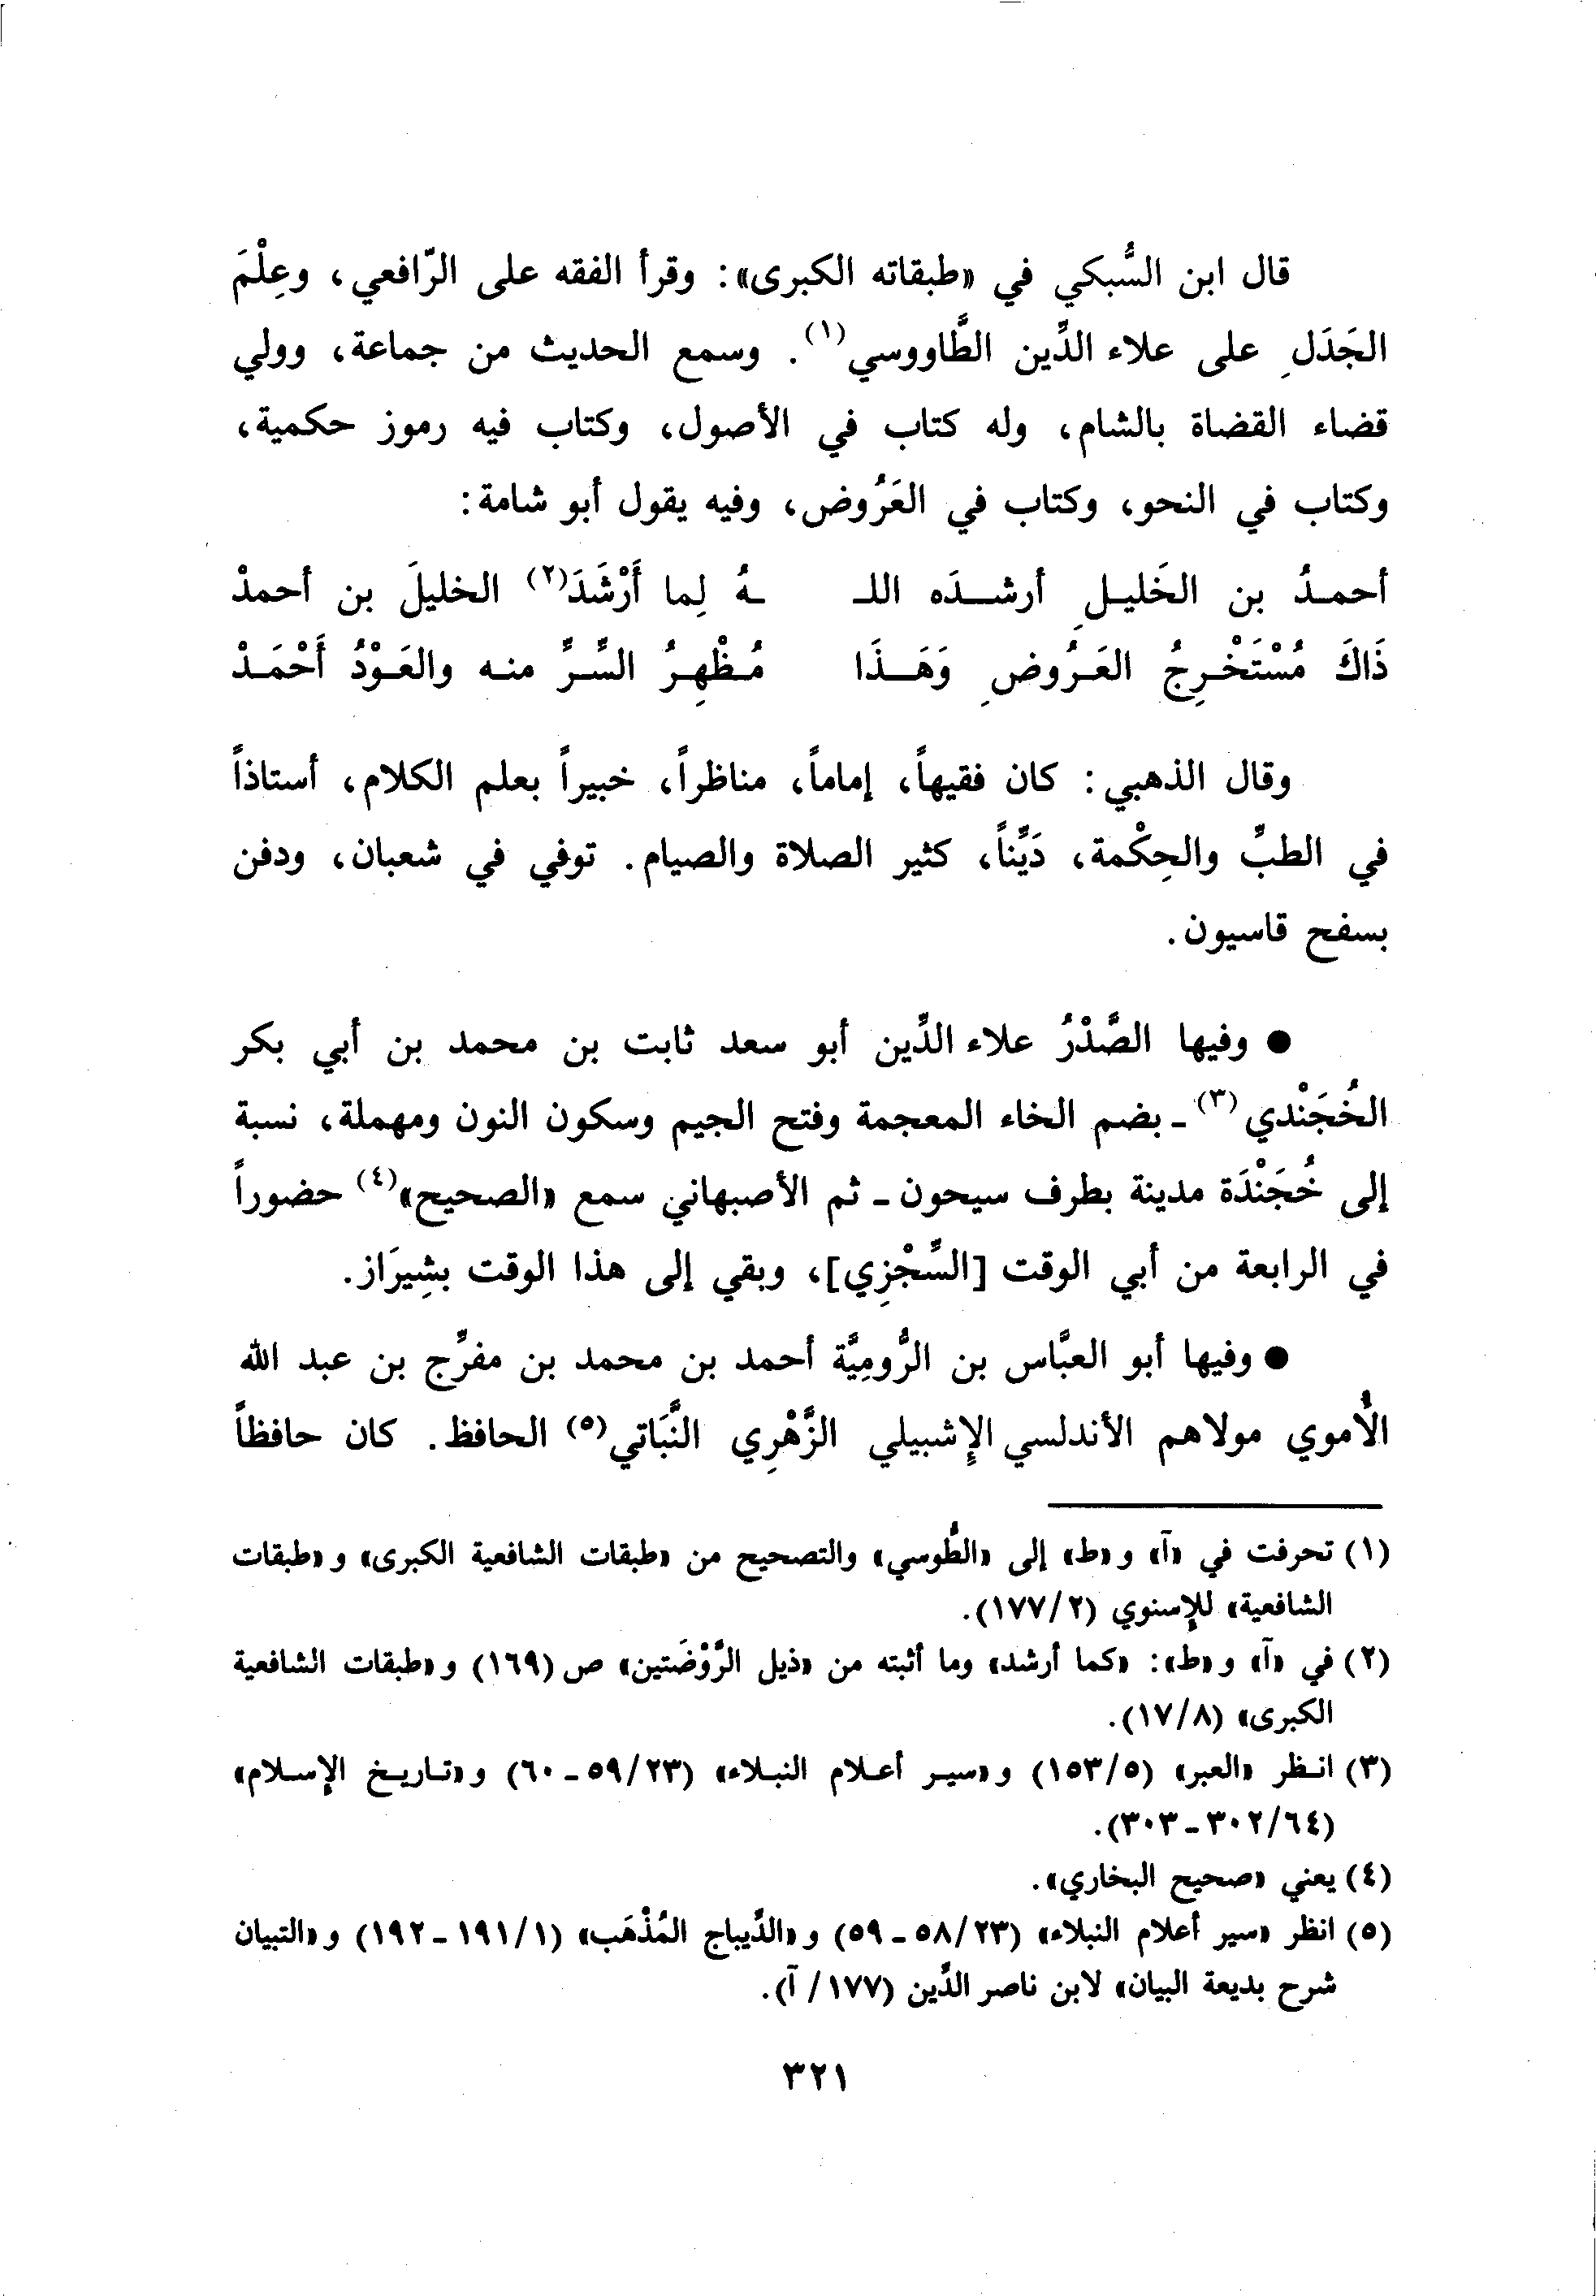 قال ابن السُّبكي في «طبقاته الكبرى»: وقرأ الفقه على الرّافعي، وعِلْمَ
الجَدَلِ على علاء الدِّين الطَّاووسي(١). وسمع الحديث من جماعة، وولي
قضاء القضاة بالشام، وله كتاب في الأصول، وكتاب فيه رموز حكمية،
وكتاب في النحو، وكتاب في العَرُوض، وفيه يقول أبو شامة:
أحمدُ بن الخَليلِ أرشدَه اللـ ـهُ لِما أَرْشَدَ(٢) الخليلَ بن أحمدْ
ذَاكَ مُسْتَخْرِجُ العَرُوضِ وَهَذَا مُظْهِرُ السِّرِّ منه والعَوْدُ أَحْمَدْ
وقال الذهبي: كان فقيهاً، إماماً، مناظراً، خبيراً بعلم الكلام، أستاذاً
في الطبِّ والحِكْمة، دَيِّناً، كثير الصلاة والصيام. توفي في شعبان، ودفن
بسفح قاسيون.
● وفيها الصَّدْرُ علاء الدِّين أبو سعد ثابت بن محمد بن أبي بكر
الخُجَنْدي(٣) ـ بضم الخاء المعجمة وفتح الجيم وسكون النون ومهملة، نسبة
إلى خُجَنْدَة مدينة بطرف سيحون ـ ثم الأصبهاني سمع «الصحيح»(٤) حضوراً
في الرابعة من أبي الوقت [السِّجْزِي]، وبقي إلى هذا الوقت بشِيرَاز.
● وفيها أبو العبَّاس بن الرُّومِيَّة أحمد بن محمد بن مفرِّج بن عبد الله
الأُموي مولاهم الأندلسي الإِشبيلي الزَّهْرِي النَّبَاتي(٥) الحافظ. كان حافظاً
(١) تحرفت في «آ» و«ط» إلى «الطُّوسي» والتصحيح من «طبقات الشافعية الكبرى» و«طبقات
الشافعية» للإِسنوي (١٧٧/٢).
(٢) في «آ» و«ط»: «كما أرشد» وما أثبته من «ذيل الرَّوْضَتين» ص (١٦٩) و«طبقات الشافعية
الكبرى» (١٧/٨).
(٣) انظر «العبر» (١٥٣/٥) و«سير أعلام النبلاء» (٥٩/٢٣ ـ ٦٠) و«تاريخ الإِسلام»
(٣٠٢/٦٤ ـ ٣٠٣).
(٤) يعني «صحيح البخاري».
(٥) انظر «سير أعلام النبلاء» (٥٨/٢٣ ـ ٥٩) و«الدِّيباج المُذْهَب» (١٩١/١ ـ ١٩٢) و«التبيان
شرح بديعة البيان» لابن ناصر الدِّين (١٧٧/ آ).
٣٢١